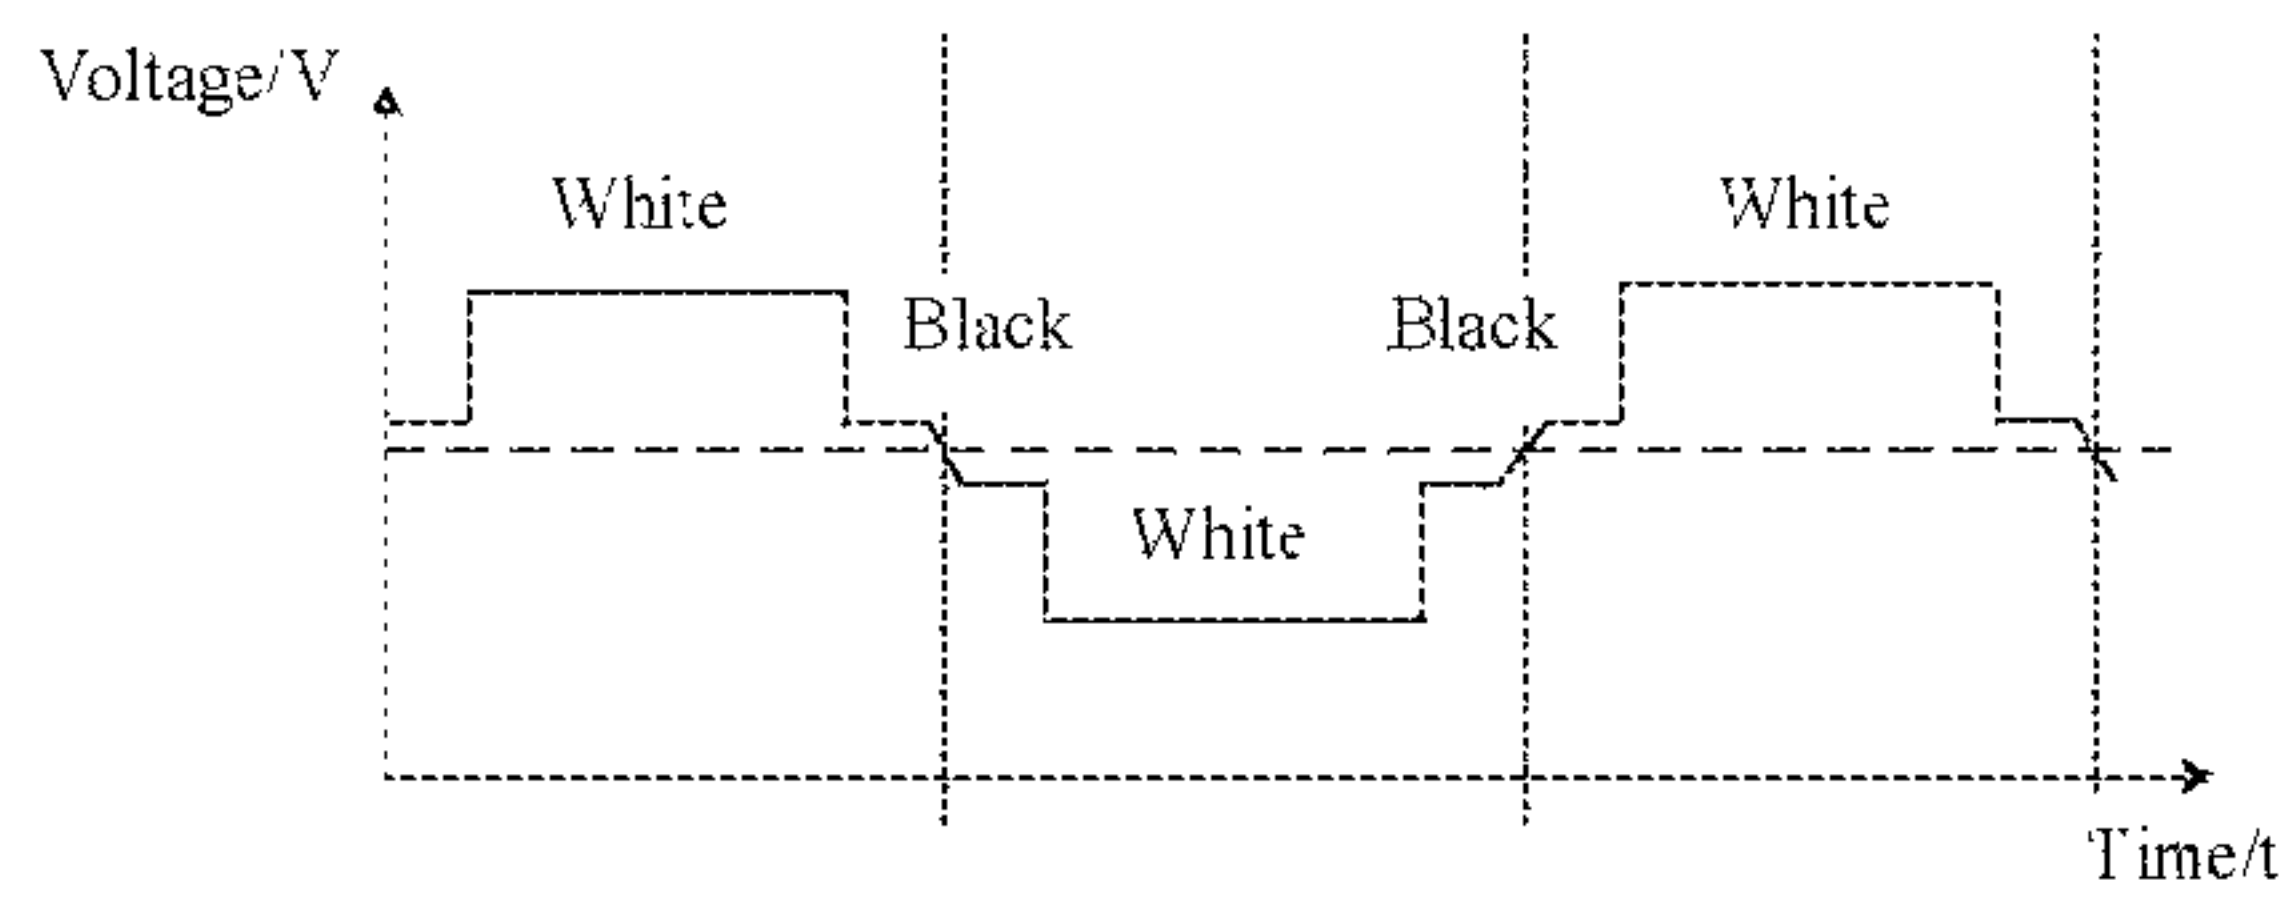 Voltage/V
White
White
Black
Black
White
Time/t